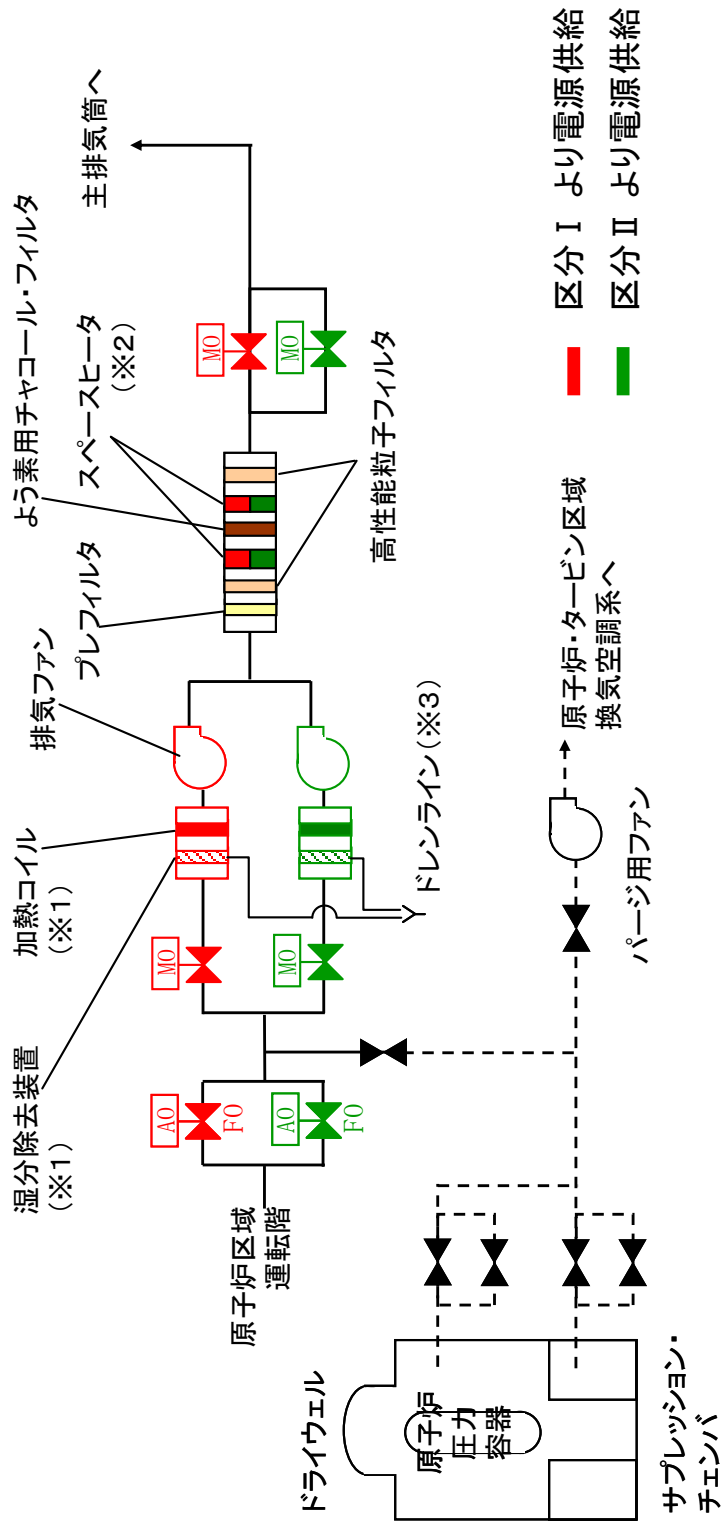 湿分除去装置
(※1)
加熱コイル
(※1)
排気ファン
プレフィルタ
よう素用チャコール・フィルタ
スペースヒータ
(※2)
主排気筒へ
AO
FO
MO
MO
AO
FO
MO
MO
原子炉区域
運転階
ドレンライン(※3)
高性能粒子フィルタ
ドライウェル
原子炉
圧力
容器
サプレッション・
チェンバ
パージ用ファン
原子炉・タービン区域
換気空調系へ
区分Ⅰ より電源供給
区分Ⅱ より電源供給